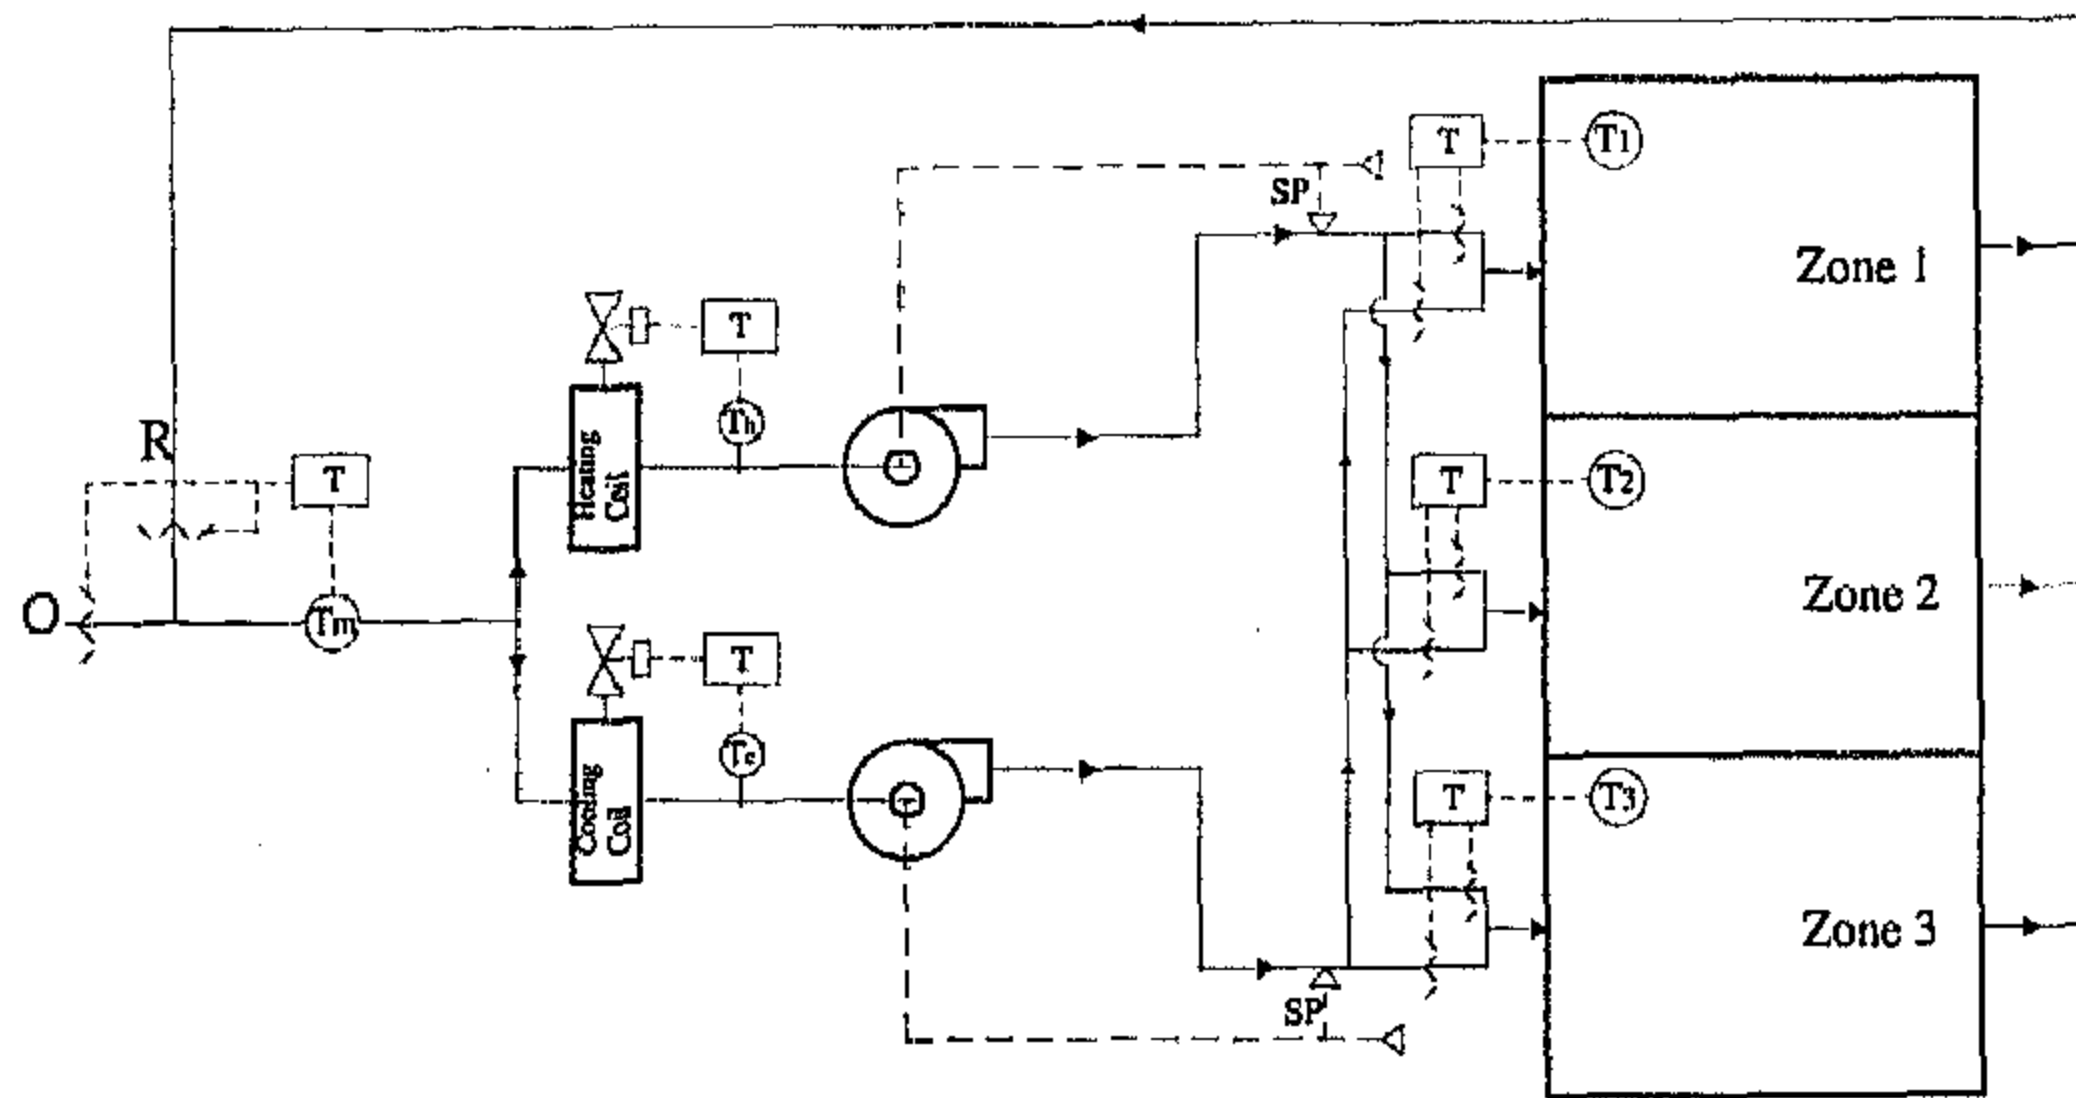 T
T1
SP
Zone 1
T
Th
R
T
Heating
Coil
T
T2
O
Tm
Zone 2
T
Tc
Cooling
Coil
T
T3
Zone 3
SP